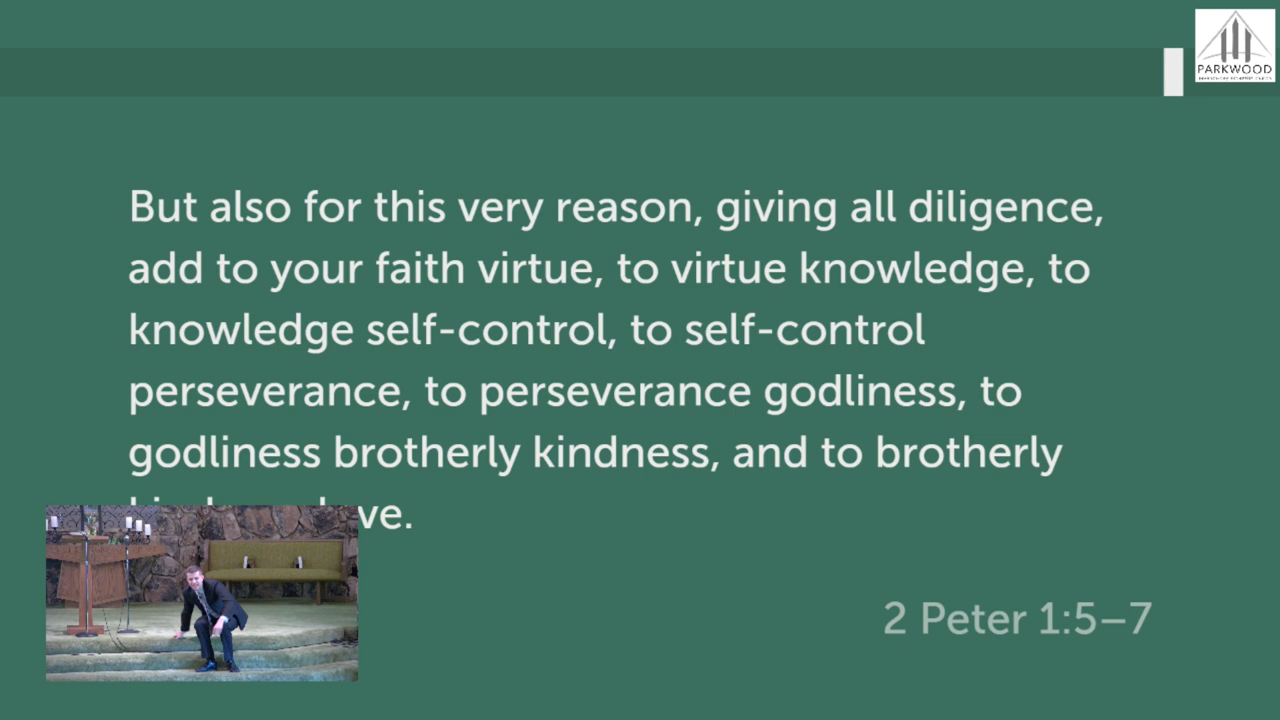 PARKWOOD
But also for this very reason, giving all diligence,
add to your faith virtue, to virtue knowledge, to
knowledge self-control, to self-control
perseverance, to perseverance godliness, to
godliness brotherly kindness, and to brotherly
2 Peter 1:5–7